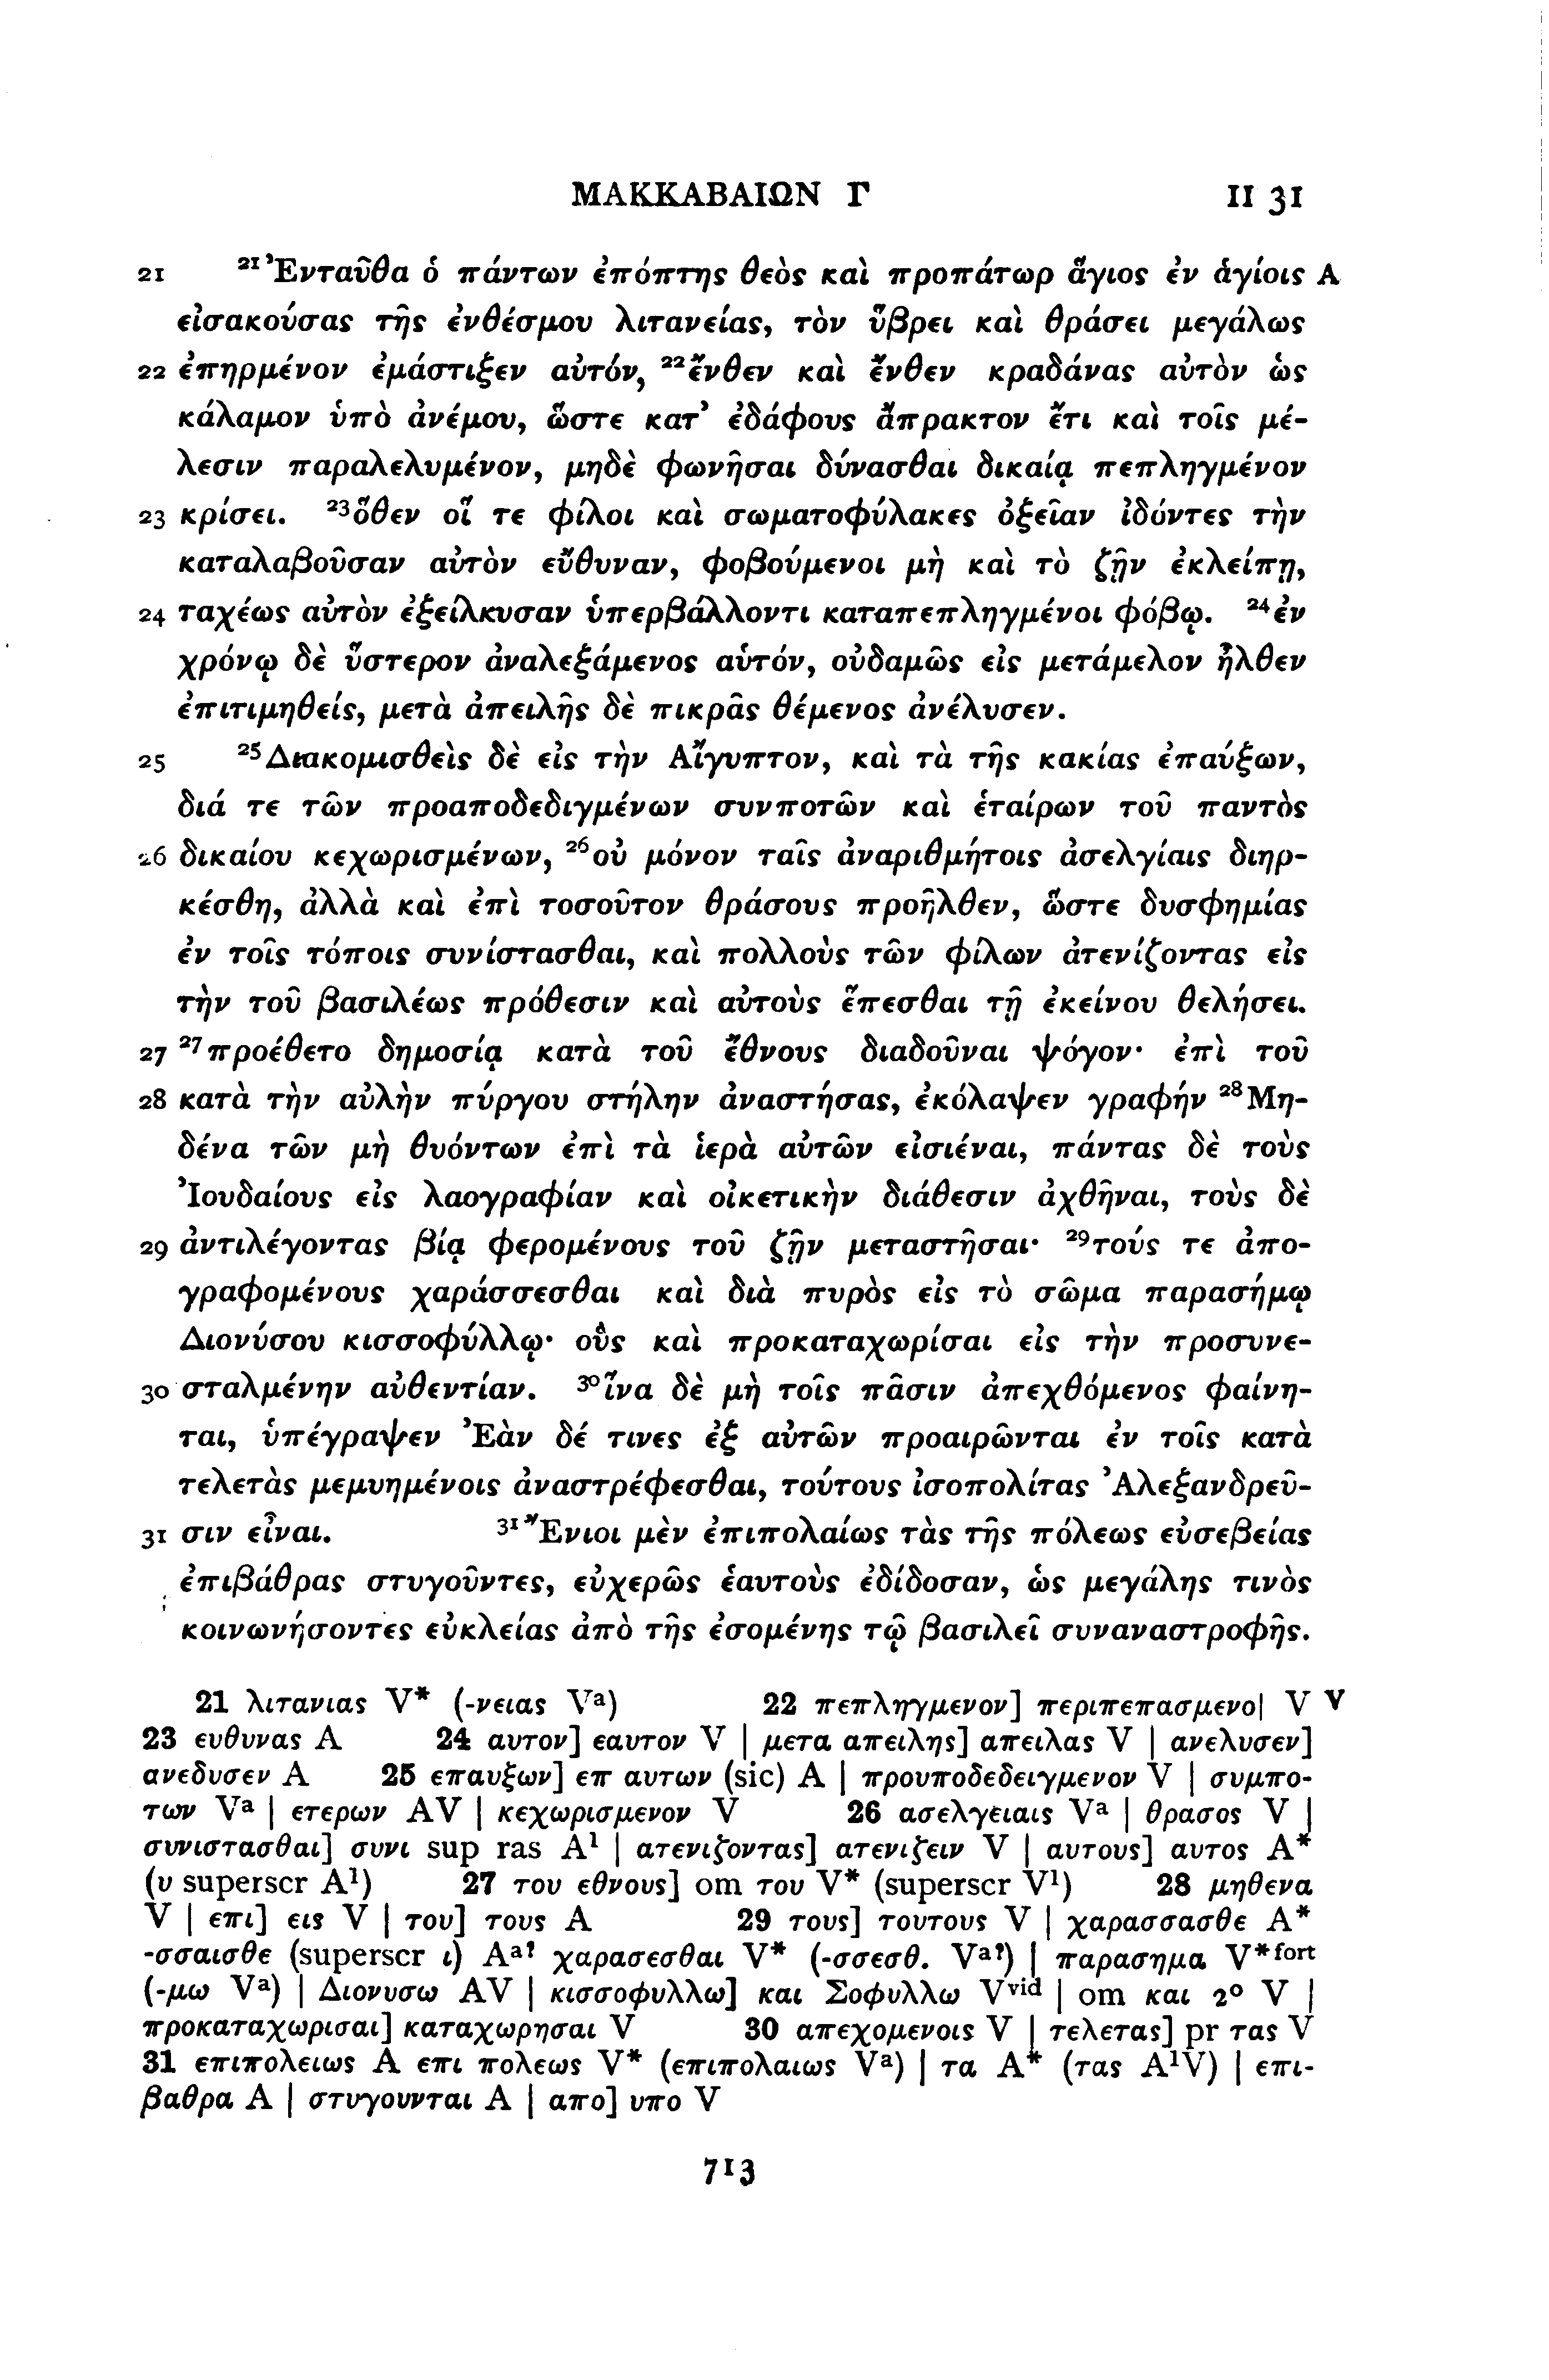 ΜΑΚΚΑΒΑΙΩΝ Γ II 31
21 ²¹Ἐνταῦθα ὁ πάντων ἐπόπτης θεὸς καὶ προπάτωρ ἅγιος ἐν ἁγίοις A
εἰσακούσας τῆς ἐνθέσμου λιτανείας, τὸν ὕβρει καὶ θράσει μεγάλως
22 ἐπηρμένον ἐμάστιξεν αὐτόν, ²²ἔνθεν καὶ ἔνθεν κραδάνας αὐτὸν ὡς
κάλαμον ὑπὸ ἀνέμου, ὥστε κατ’ ἐδάφους ἄπρακτον ἔτι καὶ τοῖς μέ-
λεσιν παραλελυμένον, μηδὲ φωνῆσαι δύνασθαι δικαίᾳ πεπληγμένον
23 κρίσει. ²³ὅθεν οἵ τε φίλοι καὶ σωματοφύλακες ὀξεῖαν ἰδόντες τὴν
καταλαβοῦσαν αὐτὸν εὔθυναν, φοβούμενοι μὴ καὶ τὸ ζῇν ἐκλείπῃ,
24 ταχέως αὐτὸν ἐξείλκυσαν ὑπερβάλλοντι καταπεπληγμένοι φόβῳ. ²⁴ἐν
χρόνῳ δὲ ὕστερον ἀναλεξάμενος αὑτόν, οὐδαμῶς εἰς μετάμελον ἦλθεν
ἐπιτιμηθείς, μετὰ ἀπειλῆς δὲ πικρᾶς θέμενος ἀνέλυσεν.
25 ²⁵Διακομισθεὶς δὲ εἰς τὴν Αἴγυπτον, καὶ τὰ τῆς κακίας ἐπαύξων,
διά τε τῶν προαποδεδιγμένων συνποτῶν καὶ ἑταίρων τοῦ παντὸς
26 δικαίου κεχωρισμένων, ²⁶οὐ μόνον ταῖς ἀναριθμήτοις ἀσελγίαις διηρ-
κέσθη, ἀλλὰ καὶ ἐπὶ τοσοῦτον θράσους προῆλθεν, ὥστε δυσφημίας
ἐν τοῖς τόποις συνίστασθαι, καὶ πολλοὺς τῶν φίλων ἀτενίζοντας εἰς
τὴν τοῦ βασιλέως πρόθεσιν καὶ αὐτοὺς ἕπεσθαι τῇ ἐκείνου θελήσει.
27 ²⁷προέθετο δημοσίᾳ κατὰ τοῦ ἔθνους διαδοῦναι ψόγον· ἐπὶ τοῦ
28 κατὰ τὴν αὐλὴν πύργου στήλην ἀναστήσας, ἐκόλαψεν γραφήν ²⁸Μη-
δένα τῶν μὴ θυόντων ἐπὶ τὰ ἱερὰ αὐτῶν εἰσιέναι, πάντας δὲ τοὺς
Ἰουδαίους εἰς λαογραφίαν καὶ οἰκετικὴν διάθεσιν ἀχθῆναι, τοὺς δὲ
29 ἀντιλέγοντας βίᾳ φερομένους τοῦ ζῇν μεταστῆσαι· ²⁹τούς τε ἀπο-
γραφομένους χαράσσεσθαι καὶ διὰ πυρὸς εἰς τὸ σῶμα παρασήμῳ
Διονύσου κισσοφύλλῳ· οὓς καὶ προκαταχωρίσαι εἰς τὴν προσυνε-
30 σταλμένην αὐθεντίαν. ³⁰ἵνα δὲ μὴ τοῖς πᾶσιν ἀπεχθόμενος φαίνη-
ται, ὑπέγραψεν Ἐὰν δέ τινες ἐξ αὐτῶν προαιρῶνται ἐν τοῖς κατὰ
τελετὰς μεμυημένοις ἀναστρέφεσθαι, τούτους ἰσοπολίτας Ἀλεξανδρεῦ-
31 σιν εἶναι. ³¹Ἔνιοι μὲν ἐπιπολαίως τὰς τῆς πόλεως εὐσεβείας
ἐπιβάθρας στυγοῦντες, εὐχερῶς ἑαυτοὺς ἐδίδοσαν, ὡς μεγάλης τινὸς
κοινωνήσοντες εὐκλείας ἀπὸ τῆς ἐσομένης τῷ βασιλεῖ συναναστροφῆς.
21 λιτανιας V* (-νειας Vᵃ) 22 πεπληγμενον] περιπεπασμενο| V V
23 ευθυνας A 24 αυτον] εαυτον V | μετα απειλης] απειλας V | ανελυσεν]
ανεδυσεν A 25 επαυξων] επ αυτων (sic) A | προυποδεδειγμενον V | συμπο-
των Vᵃ | ετερων AV | κεχωρισμενον V 26 ασελγειαις Vᵃ | θρασος V |
συνιστασθαι] συνι sup ras A¹ | ατενιζοντας] ατενιζειν V | αυτους] αυτος A*
(υ superscr A¹) 27 του εθνους] om του V* (superscr V¹) 28 μηθενα
V | επι] εις V | του] τους A 29 τους] τουτους V | χαρασσασθε A*
-σσαισθε (superscr ι) Aᵃ? χαρασεσθαι V* (-σσεσθ. Vᵃ?) | παρασημα V*ᶠᵒʳᵗ
(-μω Vᵃ) | Διονυσω AV | κισσοφυλλω] και Σοφυλλω Vᵛⁱᵈ | om και 2° V |
προκαταχωρισαι] καταχωρησαι V 30 απεχομενοις V | τελετας] pr τας V
31 επιπολειως A επι πολεως V* (επιπολαιως Vᵃ) | τα A* (τας A¹V) | επι-
βαθρα A | στυγουνται A | απο] υπο V
713